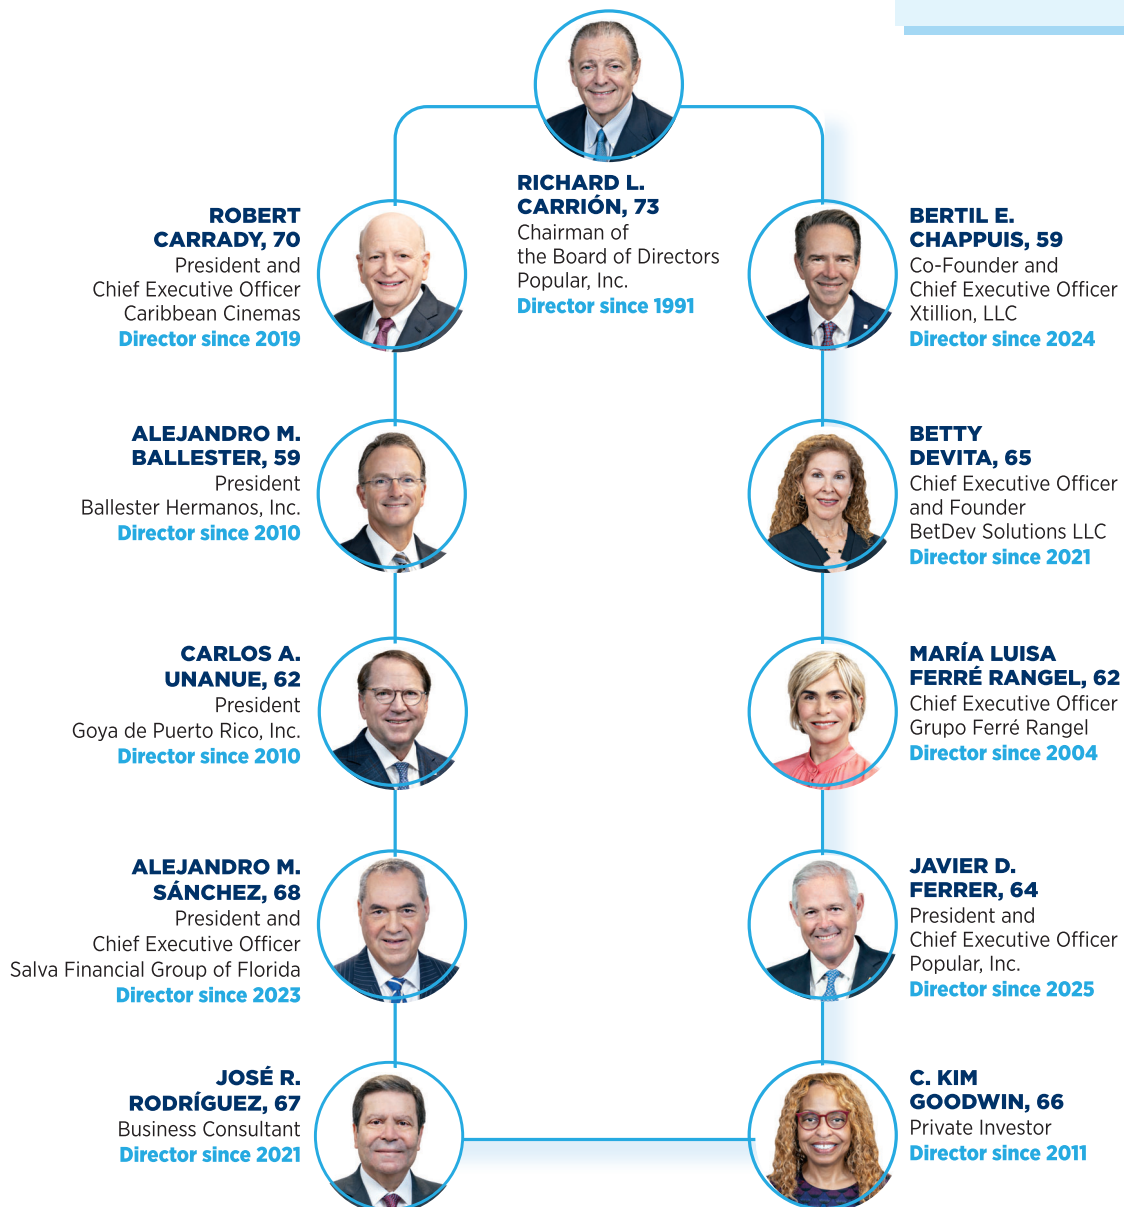 RICHARD L.
CARRIÓN, 73
Chairman of
the Board of Directors
Popular, Inc.
Director since 1991
ROBERT
CARRADY, 70
President and
Chief Executive Officer
Caribbean Cinemas
Director since 2019
BERTIL E.
CHAPPUIS, 59
Co-Founder and
Chief Executive Officer
Xtillion, LLC
Director since 2024
ALEJANDRO M.
BALLESTER, 59
President
Ballester Hermanos, Inc.
Director since 2010
BETTY
DEVITA, 65
Chief Executive Officer
and Founder
BetDev Solutions LLC
Director since 2021
CARLOS A.
UNANUE, 62
President
Goya de Puerto Rico, Inc.
Director since 2010
MARÍA LUISA
FERRÉ RANGEL, 62
Chief Executive Officer
Grupo Ferré Rangel
Director since 2004
ALEJANDRO M.
SÁNCHEZ, 68
President and
Chief Executive Officer
Salva Financial Group of Florida
Director since 2023
JAVIER D.
FERRER, 64
President and
Chief Executive Officer
Popular, Inc.
Director since 2025
JOSÉ R.
RODRÍGUEZ, 67
Business Consultant
Director since 2021
C. KIM
GOODWIN, 66
Private Investor
Director since 2011